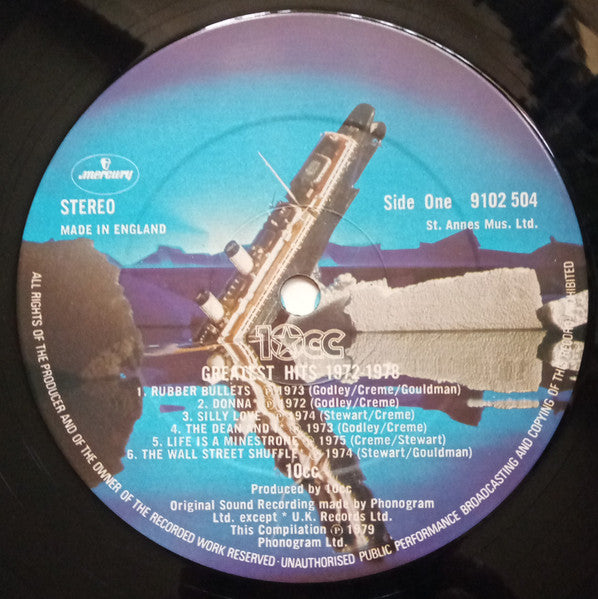 mercury
STEREO
MADE IN ENGLAND
Side One 9102 504
St. Annes Mus. Ltd.
10cc
GREATEST HITS 1972-1978
1. RUBBER BULLETS * ℗ 1973 (Godley/Creme/Gouldman)
2. DONNA * ℗ 1972 (Godley/Creme)
3. SILLY LOVE ℗ 1974 (Stewart/Creme)
4. THE DEAN AND I * ℗ 1973 (Godley/Creme)
5. LIFE IS A MINESTRONE ℗ 1975 (Creme/Stewart)
6. THE WALL STREET SHUFFLE ℗ 1974 (Stewart/Gouldman)
10cc
Produced by 10cc
Original Sound Recording made by Phonogram
Ltd. except * U.K. Records Ltd.
This Compilation ℗ 1979
Phonogram Ltd.
ALL RIGHTS OF THE PRODUCER AND OF THE OWNER OF THE RECORDED WORK RESERVED · UNAUTHORISED PUBLIC PERFORMANCE BROADCASTING AND COPYING OF THE RECORD PROHIBITED